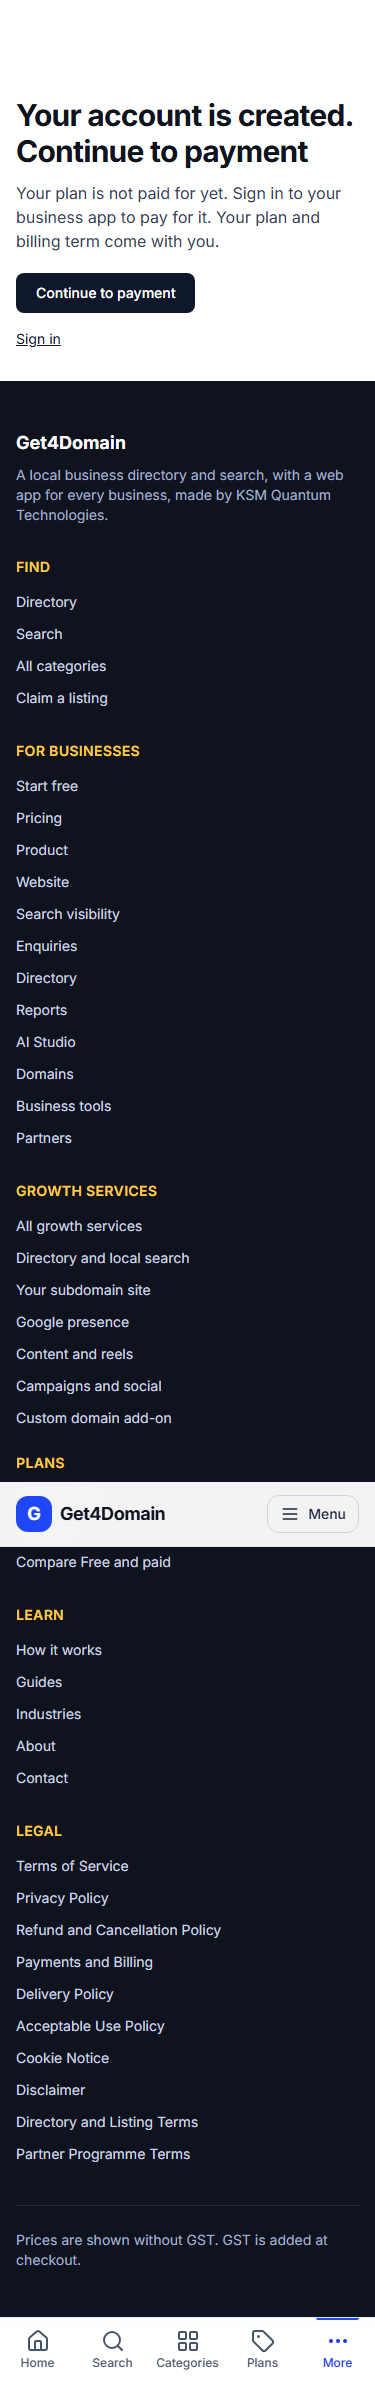 Your account is created.
Continue to payment
Your plan is not paid for yet. Sign in to your
business app to pay for it. Your plan and
billing term come with you.
Continue to payment
Sign in
Get4Domain
A local business directory and search, with a web
app for every business, made by KSM Quantum
Technologies.
FIND
Directory
Search
All categories
Claim a listing
FOR BUSINESSES
Start free
Pricing
Product
Website
Search visibility
Enquiries
Directory
Reports
AI Studio
Domains
Business tools
Partners
GROWTH SERVICES
All growth services
Directory and local search
Your subdomain site
Google presence
Content and reels
Campaigns and social
Custom domain add-on
PLANS
G Get4Domain Menu
Compare Free and paid
LEARN
How it works
Guides
Industries
About
Contact
LEGAL
Terms of Service
Privacy Policy
Refund and Cancellation Policy
Payments and Billing
Delivery Policy
Acceptable Use Policy
Cookie Notice
Disclaimer
Directory and Listing Terms
Partner Programme Terms
Prices are shown without GST. GST is added at
checkout.
Home Search Categories Plans More